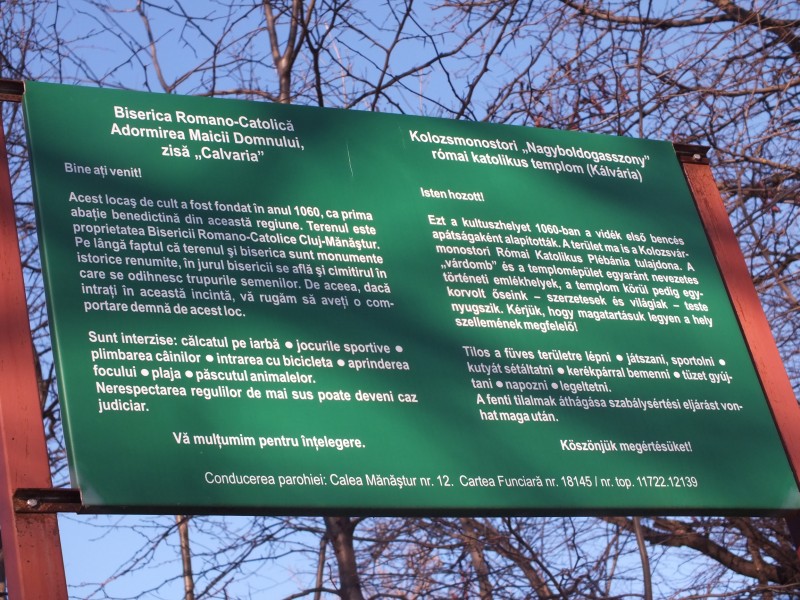 Biserica Romano-Catolică
Adormirea Maicii Domnului,
zisă „Calvaria”
Bine ați venit!
Acest locaș de cult a fost fondat în anul 1060, ca prima
abație benedictină din această regiune. Terenul este
proprietatea Bisericii Romano-Catolice Cluj-Mănăștur.
Pe lângă faptul că terenul și biserica sunt monumente
istorice renumite, în jurul bisericii se află și cimitirul în
care se odihnesc trupurile semenilor. De aceea, dacă
intrați în această incintă, vă rugăm să aveți o com-
portare demnă de acest loc.
Sunt interzise: călcatul pe iarbă ● jocurile sportive ●
plimbarea câinilor ● intrarea cu bicicleta ● aprinderea
focului ● plaja ● păscutul animalelor.
Nerespectarea regulilor de mai sus poate deveni caz
judiciar.
Vă mulțumim pentru înțelegere.
Kolozsmonostori „Nagyboldogasszony”
római katolikus templom (Kálvária)
Isten hozott!
Ezt a kultuszhelyet 1060-ban a vidék első bencés
apátságaként alapították. A terület ma is a Kolozsvár-
monostori Római Katolikus Plébánia tulajdona. A
„várdomb” és a templomépület egyaránt nevezetes
történeti emlékhelyek, a templom körül pedig egy-
korvolt őseink – szerzetesek és világiak – teste
nyugszik. Kérjük, hogy magatartásuk legyen a hely
szellemének megfelelő!
Tilos a füves területre lépni ● játszani, sportolni ●
kutyát sétáltatni ● kerékpárral bemenni ● tüzet gyúj-
tani ● napozni ● legeltetni.
A fenti tilalmak áthágása szabálysértési eljárást von-
hat maga után.
Köszönjük megértésüket!
Conducerea parohiei: Calea Mănăștur nr. 12. Cartea Funciară nr. 18145 / nr. top. 11722.12139